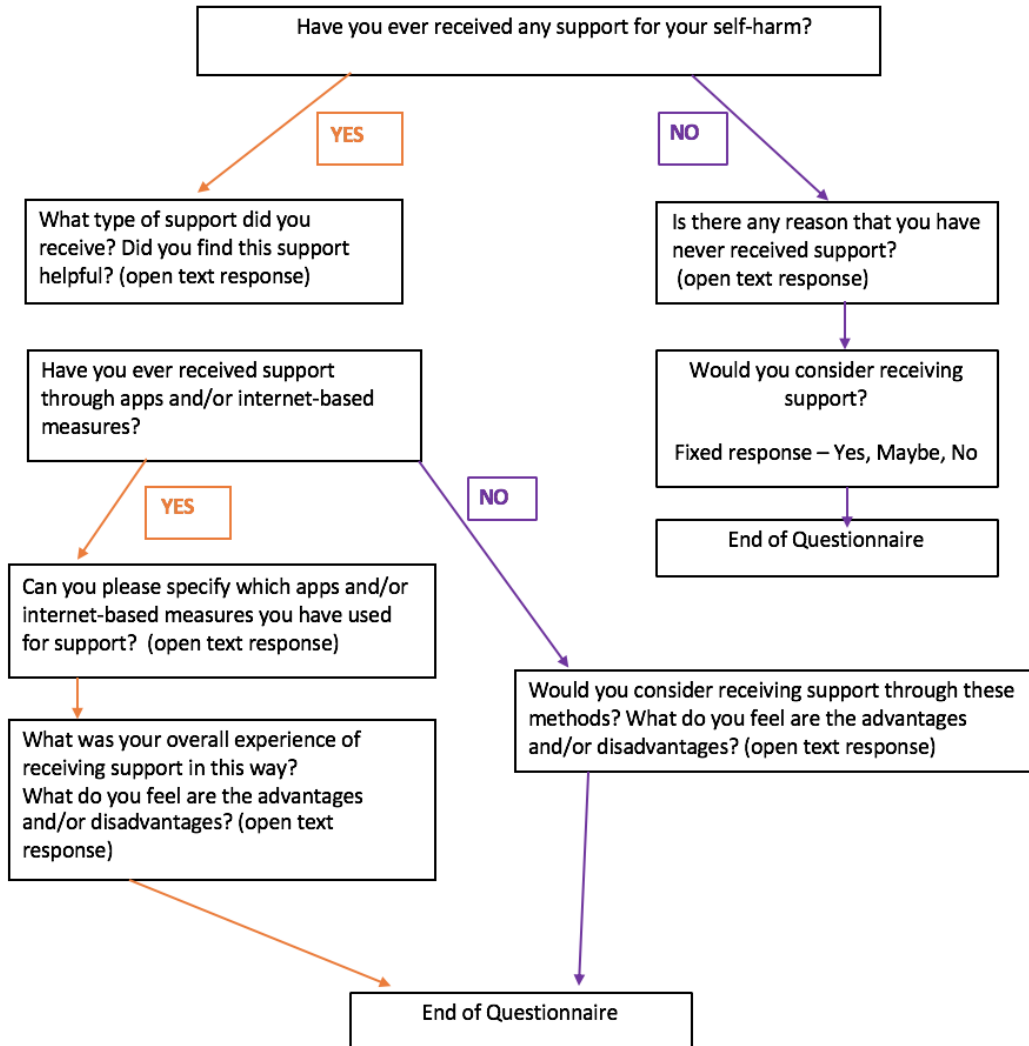 Have you ever received any support for your self-harm?
YES
NO
What type of support did you
receive? Did you find this support
helpful? (open text response)
Is there any reason that you have
never received support?
(open text response)
Have you ever received support
through apps and/or internet-based
measures?
Would you consider receiving
support?
Fixed response – Yes, Maybe, No
YES
NO
End of Questionnaire
Can you please specify which apps and/or
internet-based measures you have used
for support? (open text response)
Would you consider receiving support through these
methods? What do you feel are the advantages
and/or disadvantages? (open text response)
What was your overall experience of
receiving support in this way?
What do you feel are the advantages
and/or disadvantages? (open text
response)
End of Questionnaire